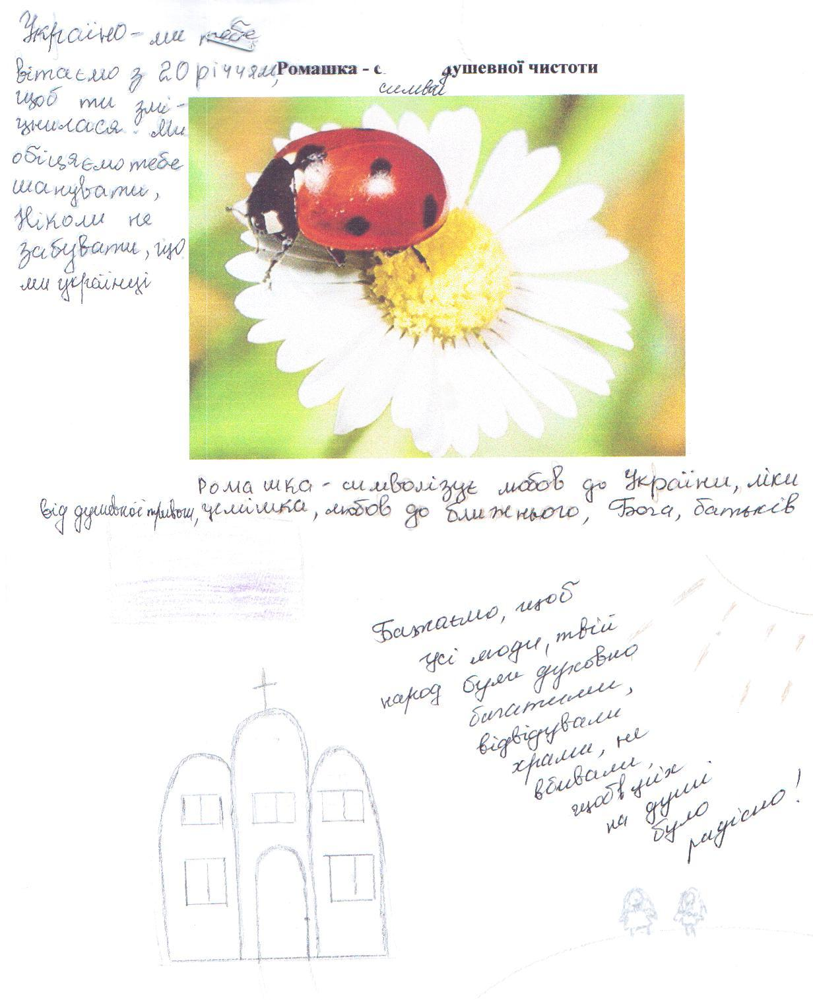 Україно - ми тебе
вітаємо з 20 річчям,
щоб ти змі-
цнилася. Ми
обіцяємо тебе
шанувати,
Ніколи не
забувати, що
ми українці
Ромашка - с душевної чистоти
символ
Ромашка - символізує любов до України, ліки
від душевної тривоги, усмішка, любов до ближнього, Бога, батьків
Бажаємо, щоб
усі люди, твій
народ були духовно
багатими,
відвідували
храми, не
вбивали,
щоб в усіх
на душі
було
радісно!